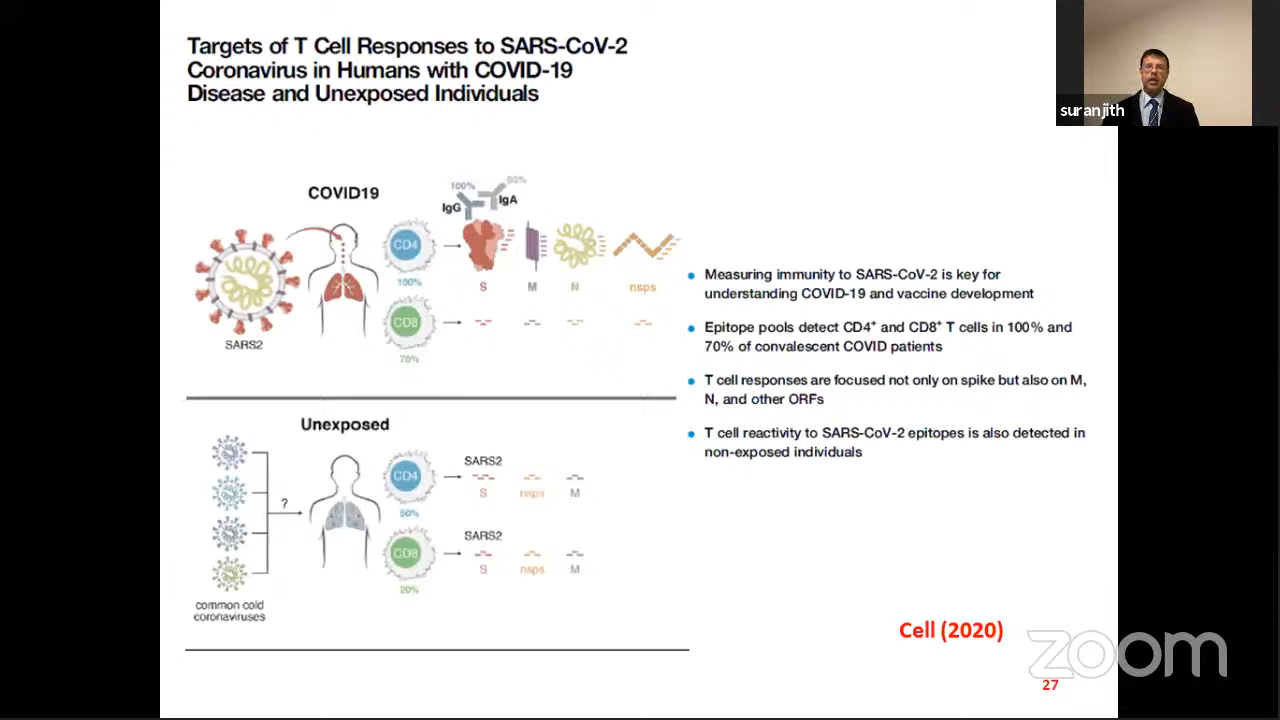 Targets of T Cell Responses to SARS-CoV-2
Coronavirus in Humans with COVID-19
Disease and Unexposed Individuals
suranjith
COVID19
100%
IgG
IgA
CD4
100%
S
M
N
nsps
CD8
70%
SARS2
Measuring immunity to SARS-CoV-2 is key for
understanding COVID-19 and vaccine development
Epitope pools detect CD4⁺ and CD8⁺ T cells in 100% and
70% of convalescent COVID patients
T cell responses are focused not only on spike but also on M,
N, and other ORFs
T cell reactivity to SARS-CoV-2 epitopes is also detected in
non-exposed individuals
Unexposed
?
common cold
coronaviruses
CD4
50%
SARS2
S
nsps
M
CD8
20%
SARS2
S
nsps
M
Cell (2020)
zoom
27